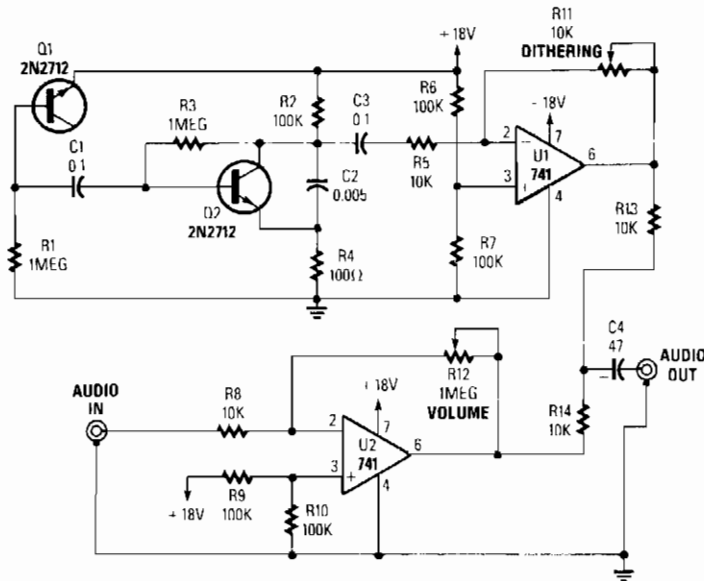 Q1
2N2712
+18V
R11
10K
DITHERING
R3
1MEG
R2
100K
C3
0.1
R6
100K
- 18V
C1
0.1
2
7
R5
10K
U1
741
6
3
+
4
C2
0.005
Q2
2N2712
R13
10K
R1
1MEG
R4
100Ω
R7
100K
C4
47
AUDIO
OUT
R12
1MEG
VOLUME
AUDIO
IN
R8
10K
+18V
R14
10K
2
7
U2
741
6
3
+
4
+18V
R9
100K
R10
100K